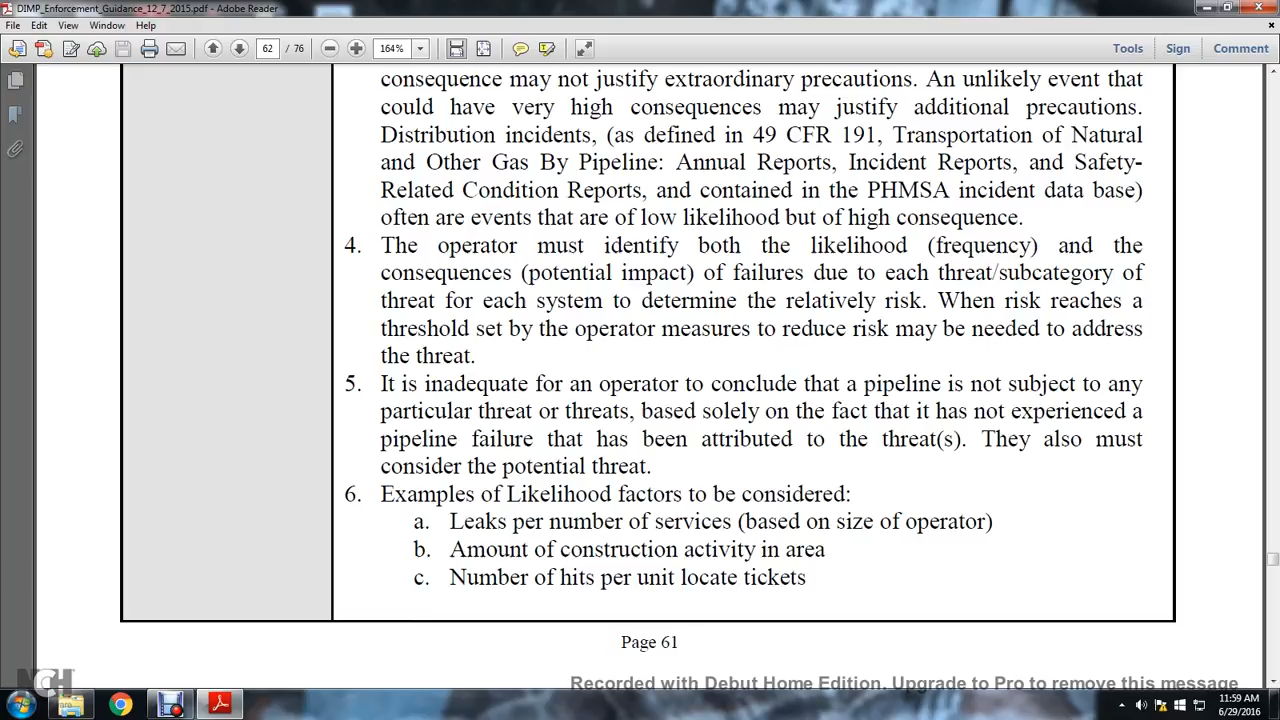 DIMP_Enforcement_Guidance_12_7_2015.pdf - Adobe Reader
File Edit View Window Help
62 / 76 164% Tools Sign Comment
consequence may not justify extraordinary precautions. An unlikely event that
could have very high consequences may justify additional precautions.
Distribution incidents, (as defined in 49 CFR 191, Transportation of Natural
and Other Gas By Pipeline: Annual Reports, Incident Reports, and Safety-
Related Condition Reports, and contained in the PHMSA incident data base)
often are events that are of low likelihood but of high consequence.
4. The operator must identify both the likelihood (frequency) and the
consequences (potential impact) of failures due to each threat/subcategory of
threat for each system to determine the relatively risk. When risk reaches a
threshold set by the operator measures to reduce risk may be needed to address
the threat.
5. It is inadequate for an operator to conclude that a pipeline is not subject to any
particular threat or threats, based solely on the fact that it has not experienced a
pipeline failure that has been attributed to the threat(s). They also must
consider the potential threat.
6. Examples of Likelihood factors to be considered:
a. Leaks per number of services (based on size of operator)
b. Amount of construction activity in area
c. Number of hits per unit locate tickets
Page 61
NCH
Recorded with Debut Home Edition. Upgrade to Pro to remove this message
11:59 AM
6/29/2016